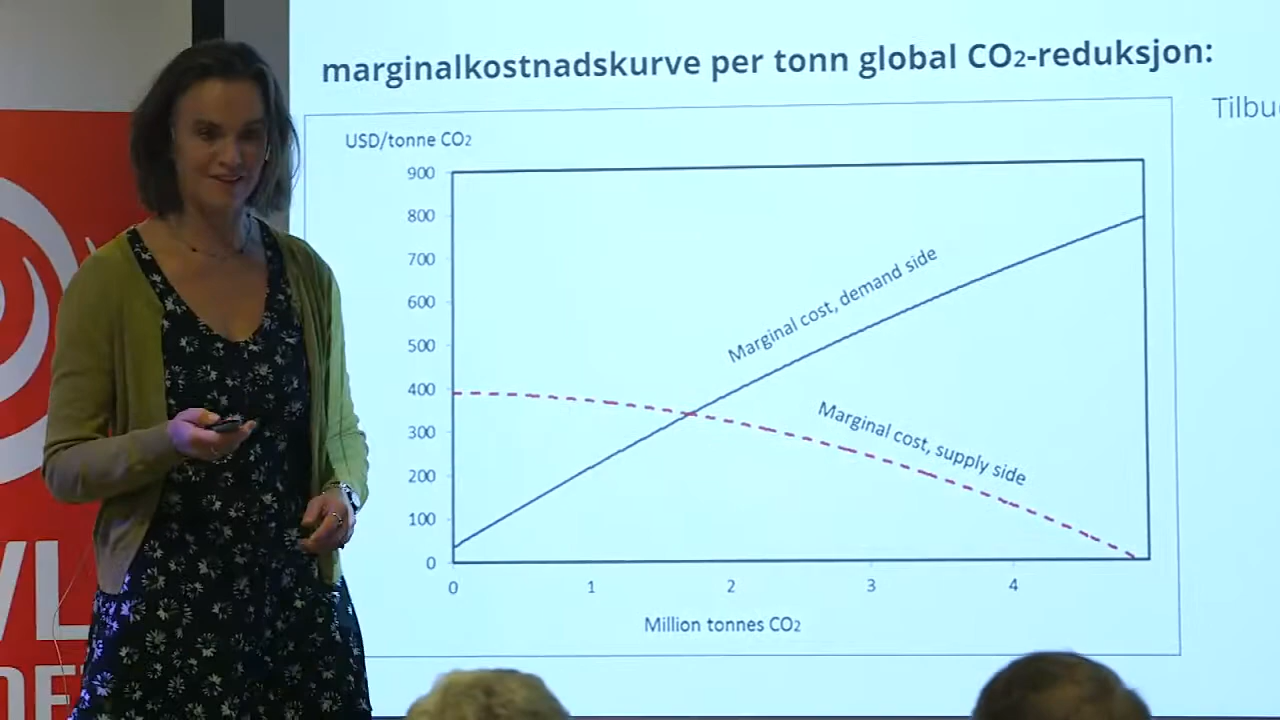 marginalkostnadskurve per tonn global CO₂-reduksjon:
USD/tonne CO₂
900
800
700
600
500
400
300
200
100
0
Marginal cost, demand side
Marginal cost, supply side
0 1 2 3 4
Million tonnes CO₂